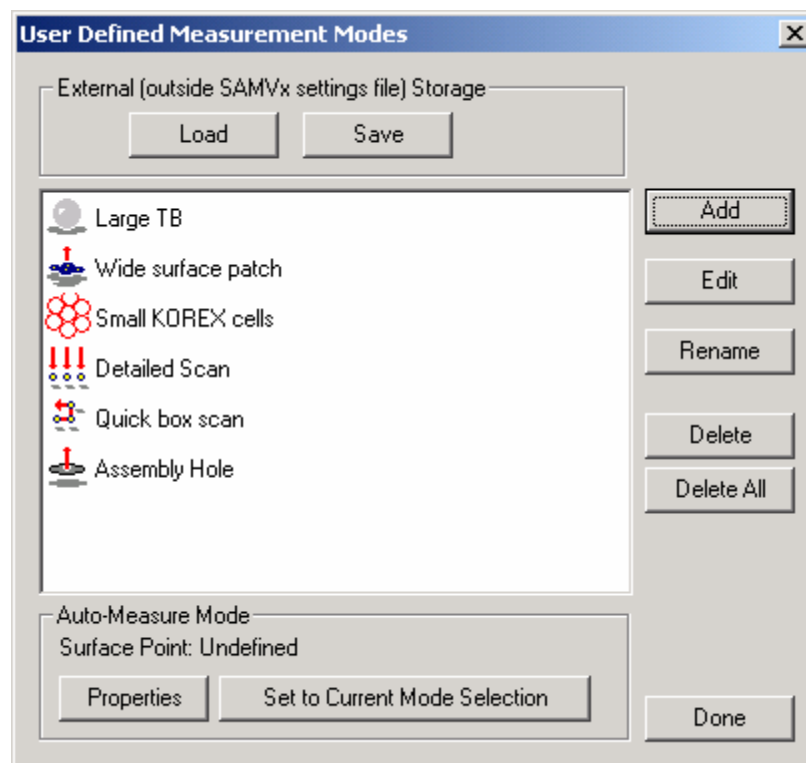 User Defined Measurement Modes
External (outside SAMVx settings file) Storage
Load Save
Large TB
Wide surface patch
Small KOREX cells
Detailed Scan
Quick box scan
Assembly Hole
Add
Edit
Rename
Delete
Delete All
Auto-Measure Mode
Surface Point: Undefined
Properties Set to Current Mode Selection
Done